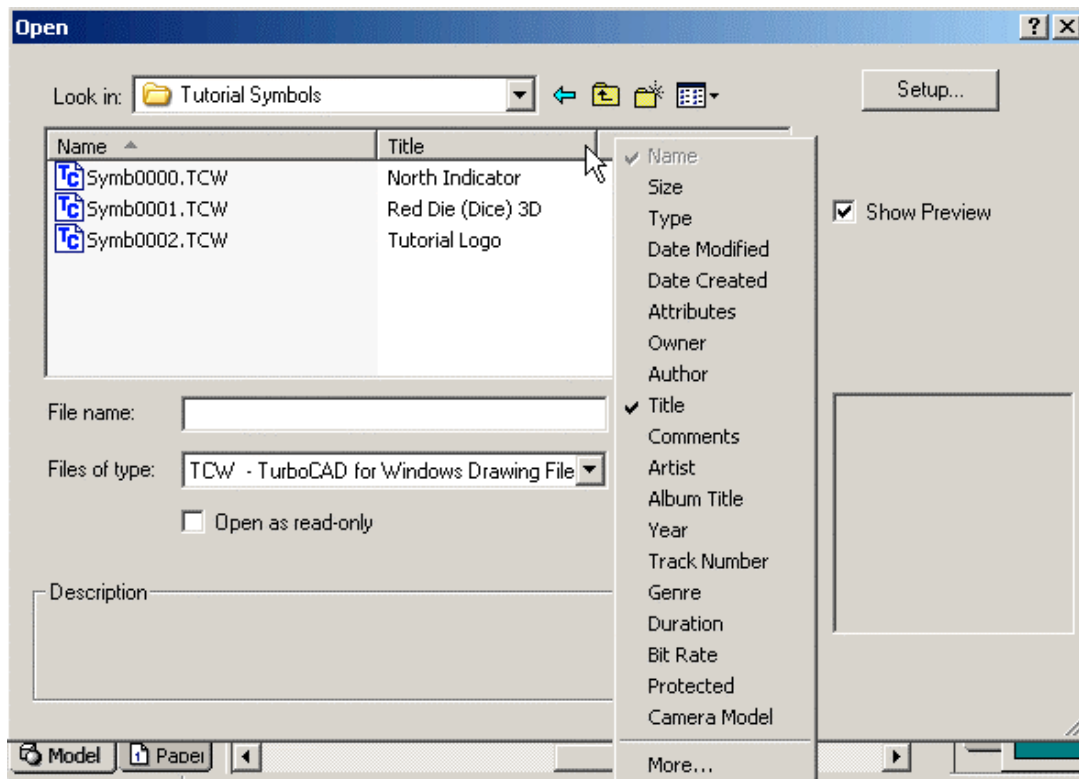 Open
Look in: Tutorial Symbols
Setup...
Name Title
Symb0000.TCW North Indicator
Symb0001.TCW Red Die (Dice) 3D
Symb0002.TCW Tutorial Logo
Show Preview
Name
Size
Type
Date Modified
Date Created
Attributes
Owner
Author
Title
Comments
Artist
Album Title
Year
Track Number
Genre
Duration
Bit Rate
Protected
Camera Model
More...
File name:
Files of type: TCW - TurboCAD for Windows Drawing File
Open as read-only
Description
Model 1 Paper